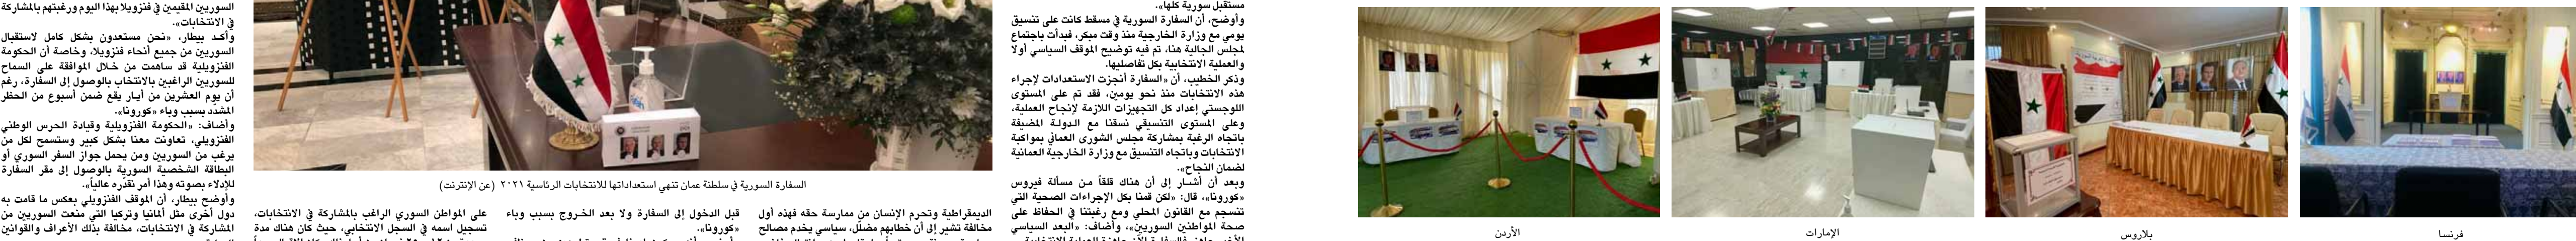 الأردن
الإمارات
بلاروس
فرنسا
مستقبل سورية كلها».
وأوضح، أن السفارة السورية في مسقط كانت على تنسيق
يومي مع وزارة الخارجية منذ وقت مبكر، فبدأت باجتماع
لمجلس الجالية هنا، تم فيه توضيح الموقف السياسي أولا
والعملية الانتخابية بكل تفاصليها.
وذكر الخطيب، أن «السفارة أنجزت الاستعدادات لإجراء
هذه الانتخابات منذ نحو يومين، فقد تم على المستوى
اللوجستي إعداد كل التجهيزات اللازمة لإنجاح العملية،
وعلى المستوى التنسيقي نسقنا مع الدولة المضيفة
باتجاه الرغبة بمشاركة مجلس الشورى العماني بمواكبة
الانتخابات وباتجاه التنسيق مع وزارة الخارجية العمانية
لضمان النجاح».
وبعد أن أشار إلى أن هناك قلقاً من مسألة فيروس
«كورونا»، قال: «لكن قمنا بكل الإجراءات الصحية التي
تنسجم مع القانون المحلي ومع رغبتنا في الحفاظ على
صحة المواطنين السوريين»، وأضاف: «البعد السياسي
السفارة السورية في سلطنة عمان تنهي استعداداتها للانتخابات الرئاسية ٢٠٢١ (عن الإنترنت)
الديمقراطية وتحرم الإنسان من ممارسة حقه فهذه أول
مخالفة تشير إلى أن خطابهم مضلّل، سياسي يخدم مصالح
قبل الدخول إلى السفارة ولا بعد الخروج بسبب وباء
«كورونا».
على المواطن السوري الراغب بالمشاركة في الانتخابات،
تسجيل اسمه في السجل الانتخابي، حيث كان هناك مدة
السوريين المقيمين في فنزويلا بهذا اليوم ورغبتهم بالمشاركة
في الانتخابات».
وأكد بيطار، «نحن مستعدون بشكل كامل لاستقبال
السوريين من جميع أنحاء فنزويلا، وخاصة أن الحكومة
الفنزويلية قد ساهمت من خلال الموافقة على السماح
للسوريين الراغبين بالانتخاب بالوصول إلى السفارة، رغم
أن يوم العشرين من أيار يقع ضمن أسبوع من الحظر
المشدد بسبب وباء «كورونا».
وأضاف: «الحكومة الفنزويلية وقيادة الحرس الوطني
الفنزويلي، تعاونت معنا بشكل كبير وستسمح لكل من
يرغب من السوريين ومن يحمل جواز السفر السوري أو
البطاقة الشخصية السورية بالوصول إلى مقر السفارة
للإدلاء بصوته وهذا أمر نقدّره عالياً».
وأوضح بيطار، أن الموقف الفنزويلي بعكس ما قامت به
دول أخرى مثل ألمانيا وتركيا التي منعت السوريين من
المشاركة في الانتخابات، مخالفة بذلك الأعراف والقوانين